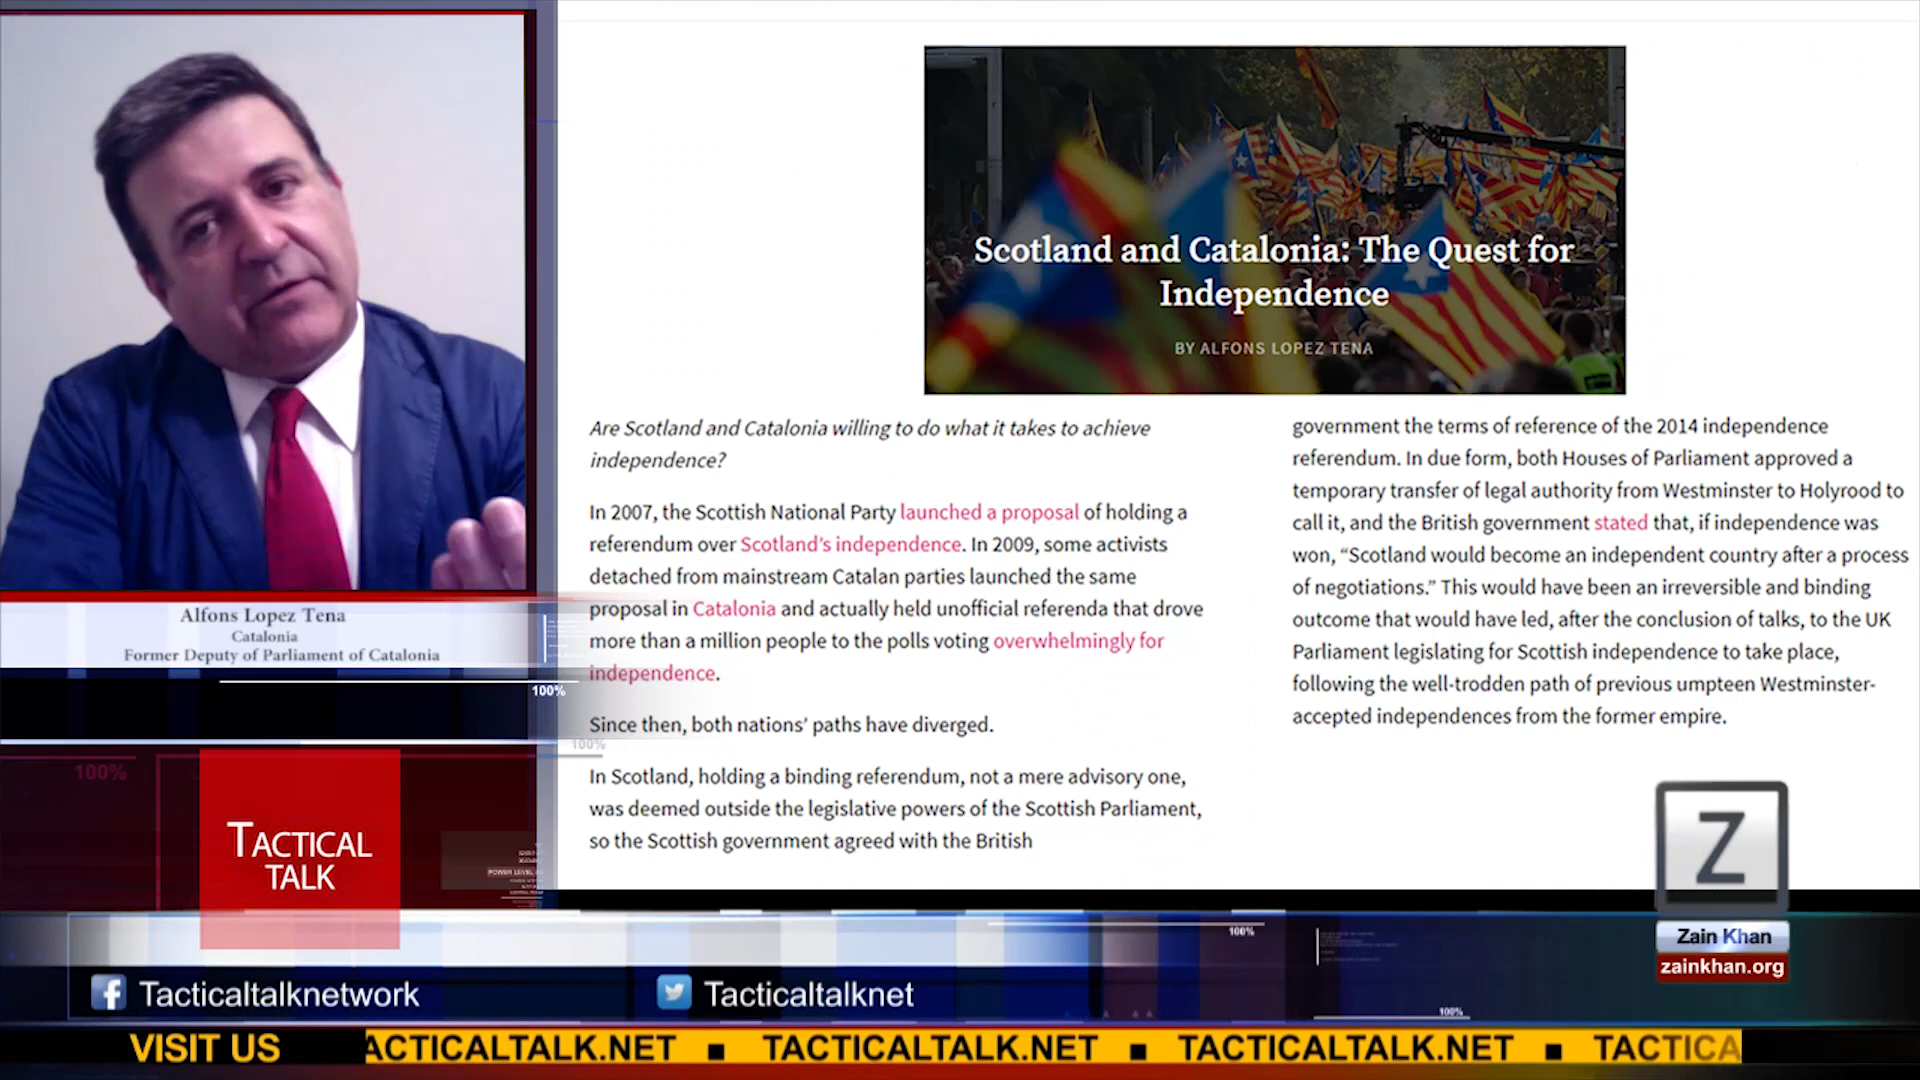 Scotland and Catalonia: The Quest for
Independence
BY ALFONS LOPEZ TENA
Are Scotland and Catalonia willing to do what it takes to achieve
independence?
In 2007, the Scottish National Party launched a proposal of holding a
referendum over Scotland's independence. In 2009, some activists
detached from mainstream Catalan parties launched the same
proposal in Catalonia and actually held unofficial referenda that drove
more than a million people to the polls voting overwhelmingly for
independence.
Since then, both nations' paths have diverged.
In Scotland, holding a binding referendum, not a mere advisory one,
was deemed outside the legislative powers of the Scottish Parliament,
so the Scottish government agreed with the British
government the terms of reference of the 2014 independence
referendum. In due form, both Houses of Parliament approved a
temporary transfer of legal authority from Westminster to Holyrood to
call it, and the British government stated that, if independence was
won, “Scotland would become an independent country after a process
of negotiations.” This would have been an irreversible and binding
outcome that would have led, after the conclusion of talks, to the UK
Parliament legislating for Scottish independence to take place,
following the well-trodden path of previous umpteen Westminster-
accepted independences from the former empire.
Alfons Lopez Tena
Catalonia
Former Deputy of Parliament of Catalonia
100%
100%
100%
TACTICAL
TALK
POWER LEVEL
Z
Zain Khan
zainkhan.org
100%
100%
Tacticaltalknetwork
Tacticaltalknet
VISIT US
ACTICALTALK.NET ■ TACTICALTALK.NET ■ TACTICALTALK.NET ■ TACTICA